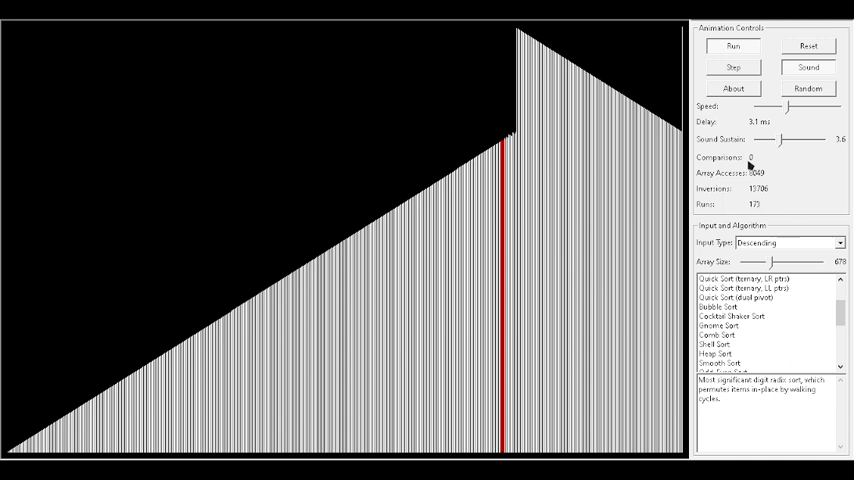 Animation Controls
Run
Reset
Step
Sound
About
Random
Speed:
Delay: 3.1 ms
Sound Sustain: 3.6
Comparisons: 0
Array Accesses: 8049
Inversions: 13706
Runs: 173
Input and Algorithm
Input Type: Descending
Array Size: 678
Quick Sort (ternary, LR ptrs)
Quick Sort (ternary, LL ptrs)
Quick Sort (dual pivot)
Bubble Sort
Cocktail Shaker Sort
Gnome Sort
Comb Sort
Shell Sort
Heap Sort
Smooth Sort
Most significant digit radix sort, which
permutes items in-place by walking
cycles.